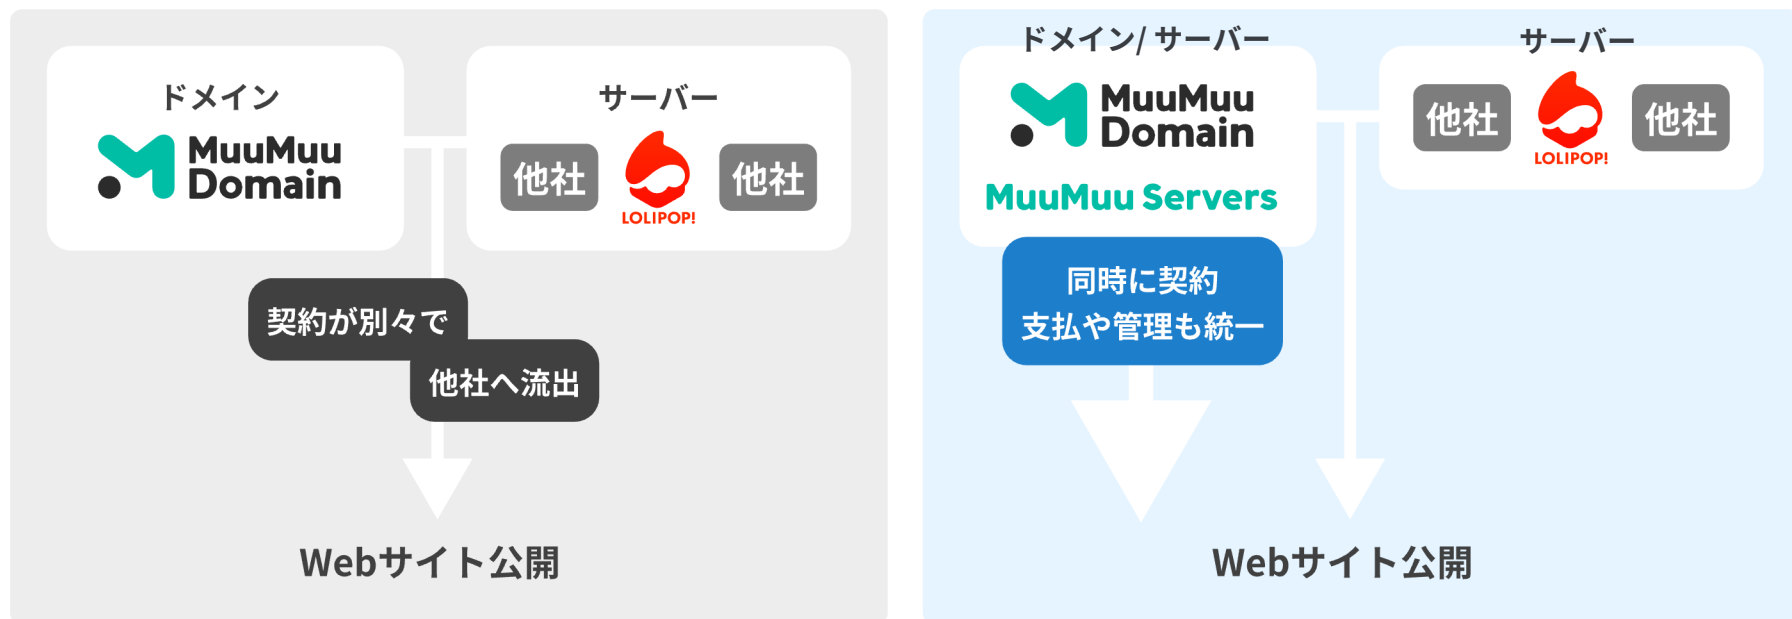 ドメイン
MuuMuu
Domain
サーバー
他社
LOLIPOP!
他社
契約が別々で
他社へ流出
Webサイト公開
ドメイン/サーバー
MuuMuu
Domain
MuuMuu Servers
サーバー
他社
LOLIPOP!
他社
同時に契約
支払や管理も統一
Webサイト公開